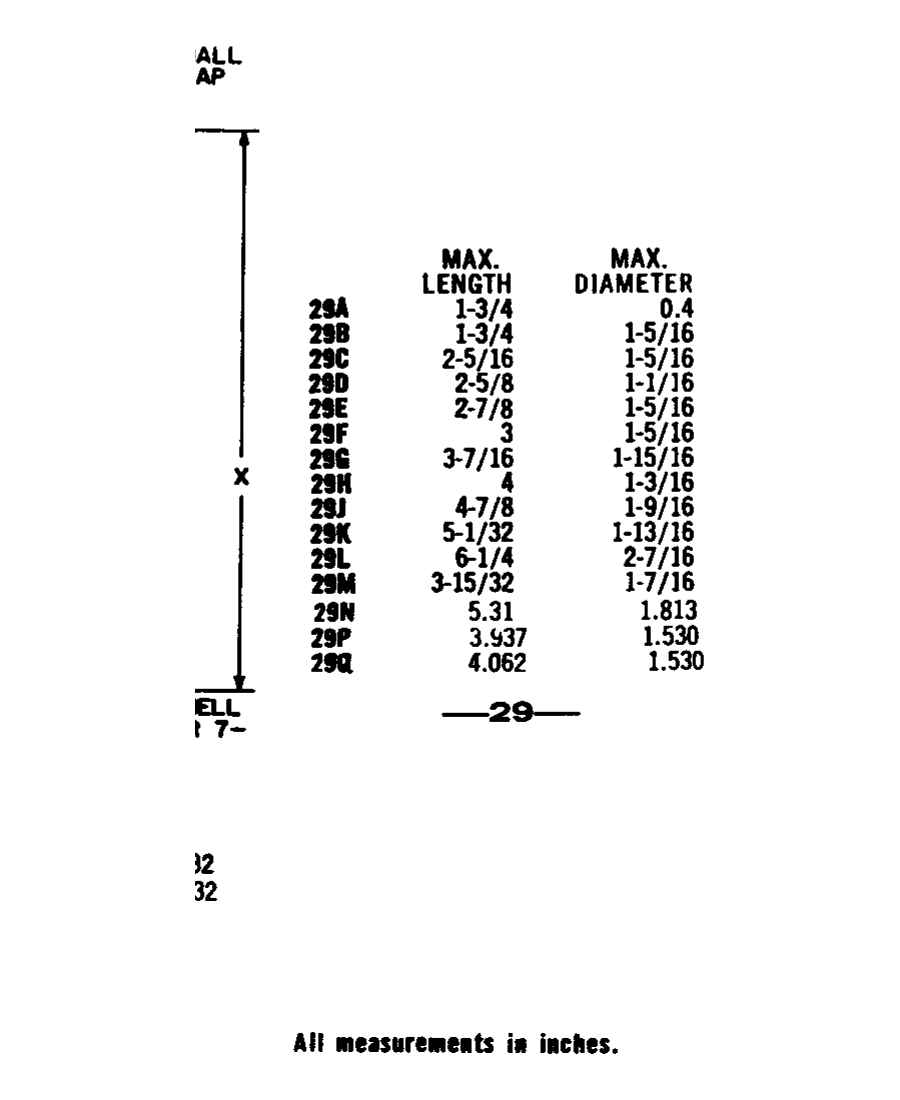 ALL
AP
MAX. MAX.
LENGTH DIAMETER
29A 1-3/4 0.4
29B 1-3/4 1-5/16
29C 2-5/16 1-5/16
29D 2-5/8 1-1/16
29E 2-7/8 1-5/16
29F 3 1-5/16
29G 3-7/16 1-15/16
X
29H 4 1-3/16
29J 4-7/8 1-9/16
29K 5-1/32 1-13/16
29L 6-1/4 2-7/16
29M 3-15/32 1-7/16
29N 5.31 1.813
29P 3.937 1.530
29Q 4.062 1.530
ELL
7-
—29—
32
32
All measurements in inches.